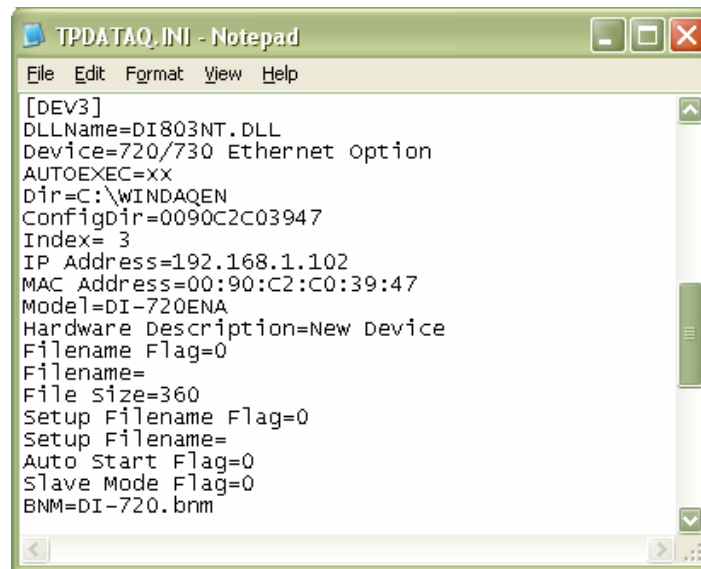 TPDATAQ.INI - Notepad
File Edit Format View Help
[DEV3]
DLLName=DI803NT.DLL
Device=720/730 Ethernet Option
AUTOEXEC=xx
Dir=C:\WINDAQEN
ConfigDir=0090C2C03947
Index= 3
IP Address=192.168.1.102
MAC Address=00:90:C2:C0:39:47
Model=DI-720ENA
Hardware Description=New Device
Filename Flag=0
Filename=
File Size=360
Setup Filename Flag=0
Setup Filename=
Auto Start Flag=0
Slave Mode Flag=0
BNM=DI-720.bnm